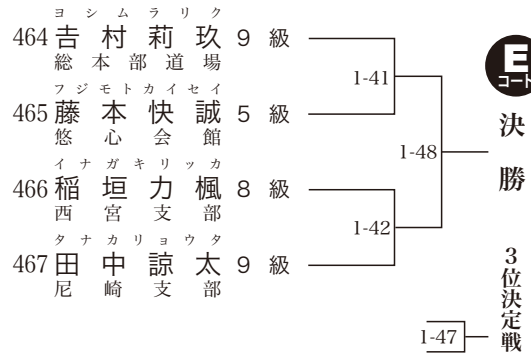 ヨシムラリク
464 𠮷村莉玖 9 級
総本部道場
フジモトカイセイ
465 藤本快誠 5 級
悠心会館
イナガキリッカ
466 稲垣力楓 8 級
西宮支部
タナカリョウタ
467 田中諒太 9 級
尼崎支部
1-41
1-42
1-48
E
コート
決勝
3位決定戦
1-47